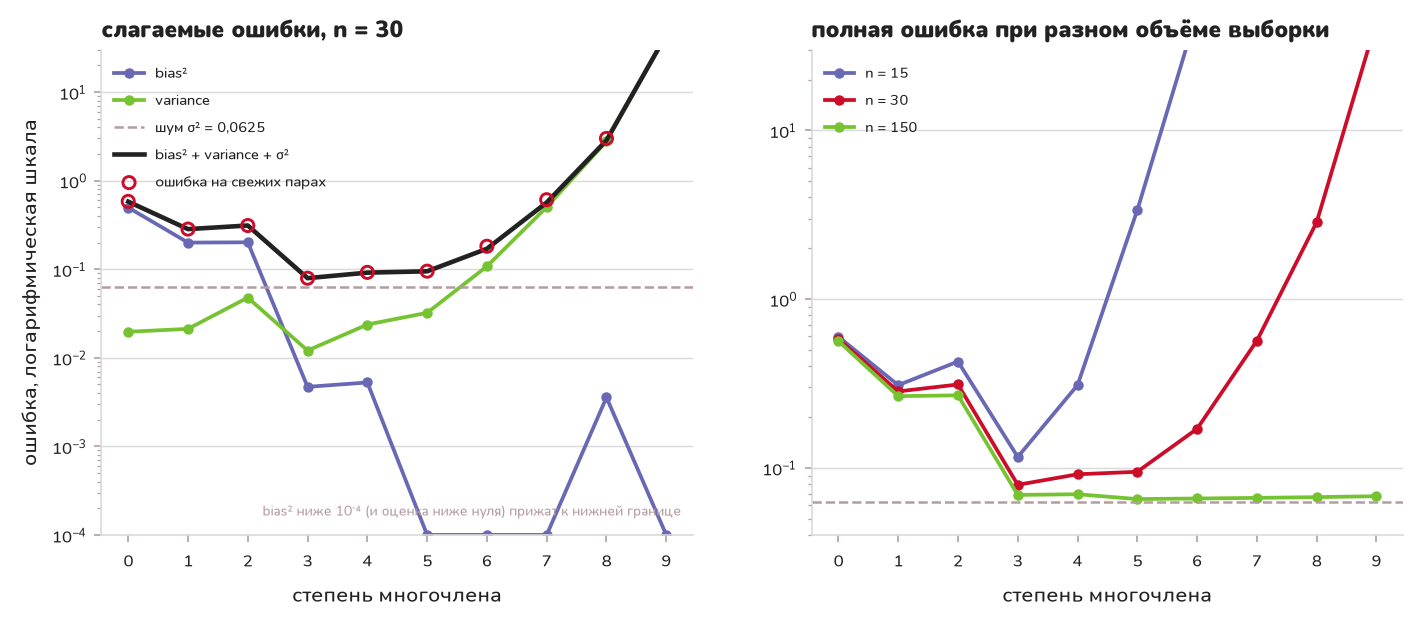 слагаемые ошибки, n = 30
bias²
variance
шум σ² = 0,0625
bias² + variance + σ²
ошибка на свежих парах
ошибка, логарифмическая шкала
10¹
10⁰
10⁻¹
10⁻²
10⁻³
10⁻⁴
bias² ниже 10⁻⁴ (и оценка ниже нуля) прижат к нижней границе
0 1 2 3 4 5 6 7 8 9
степень многочлена
полная ошибка при разном объёме выборки
n = 15
n = 30
n = 150
10¹
10⁰
10⁻¹
0 1 2 3 4 5 6 7 8 9
степень многочлена